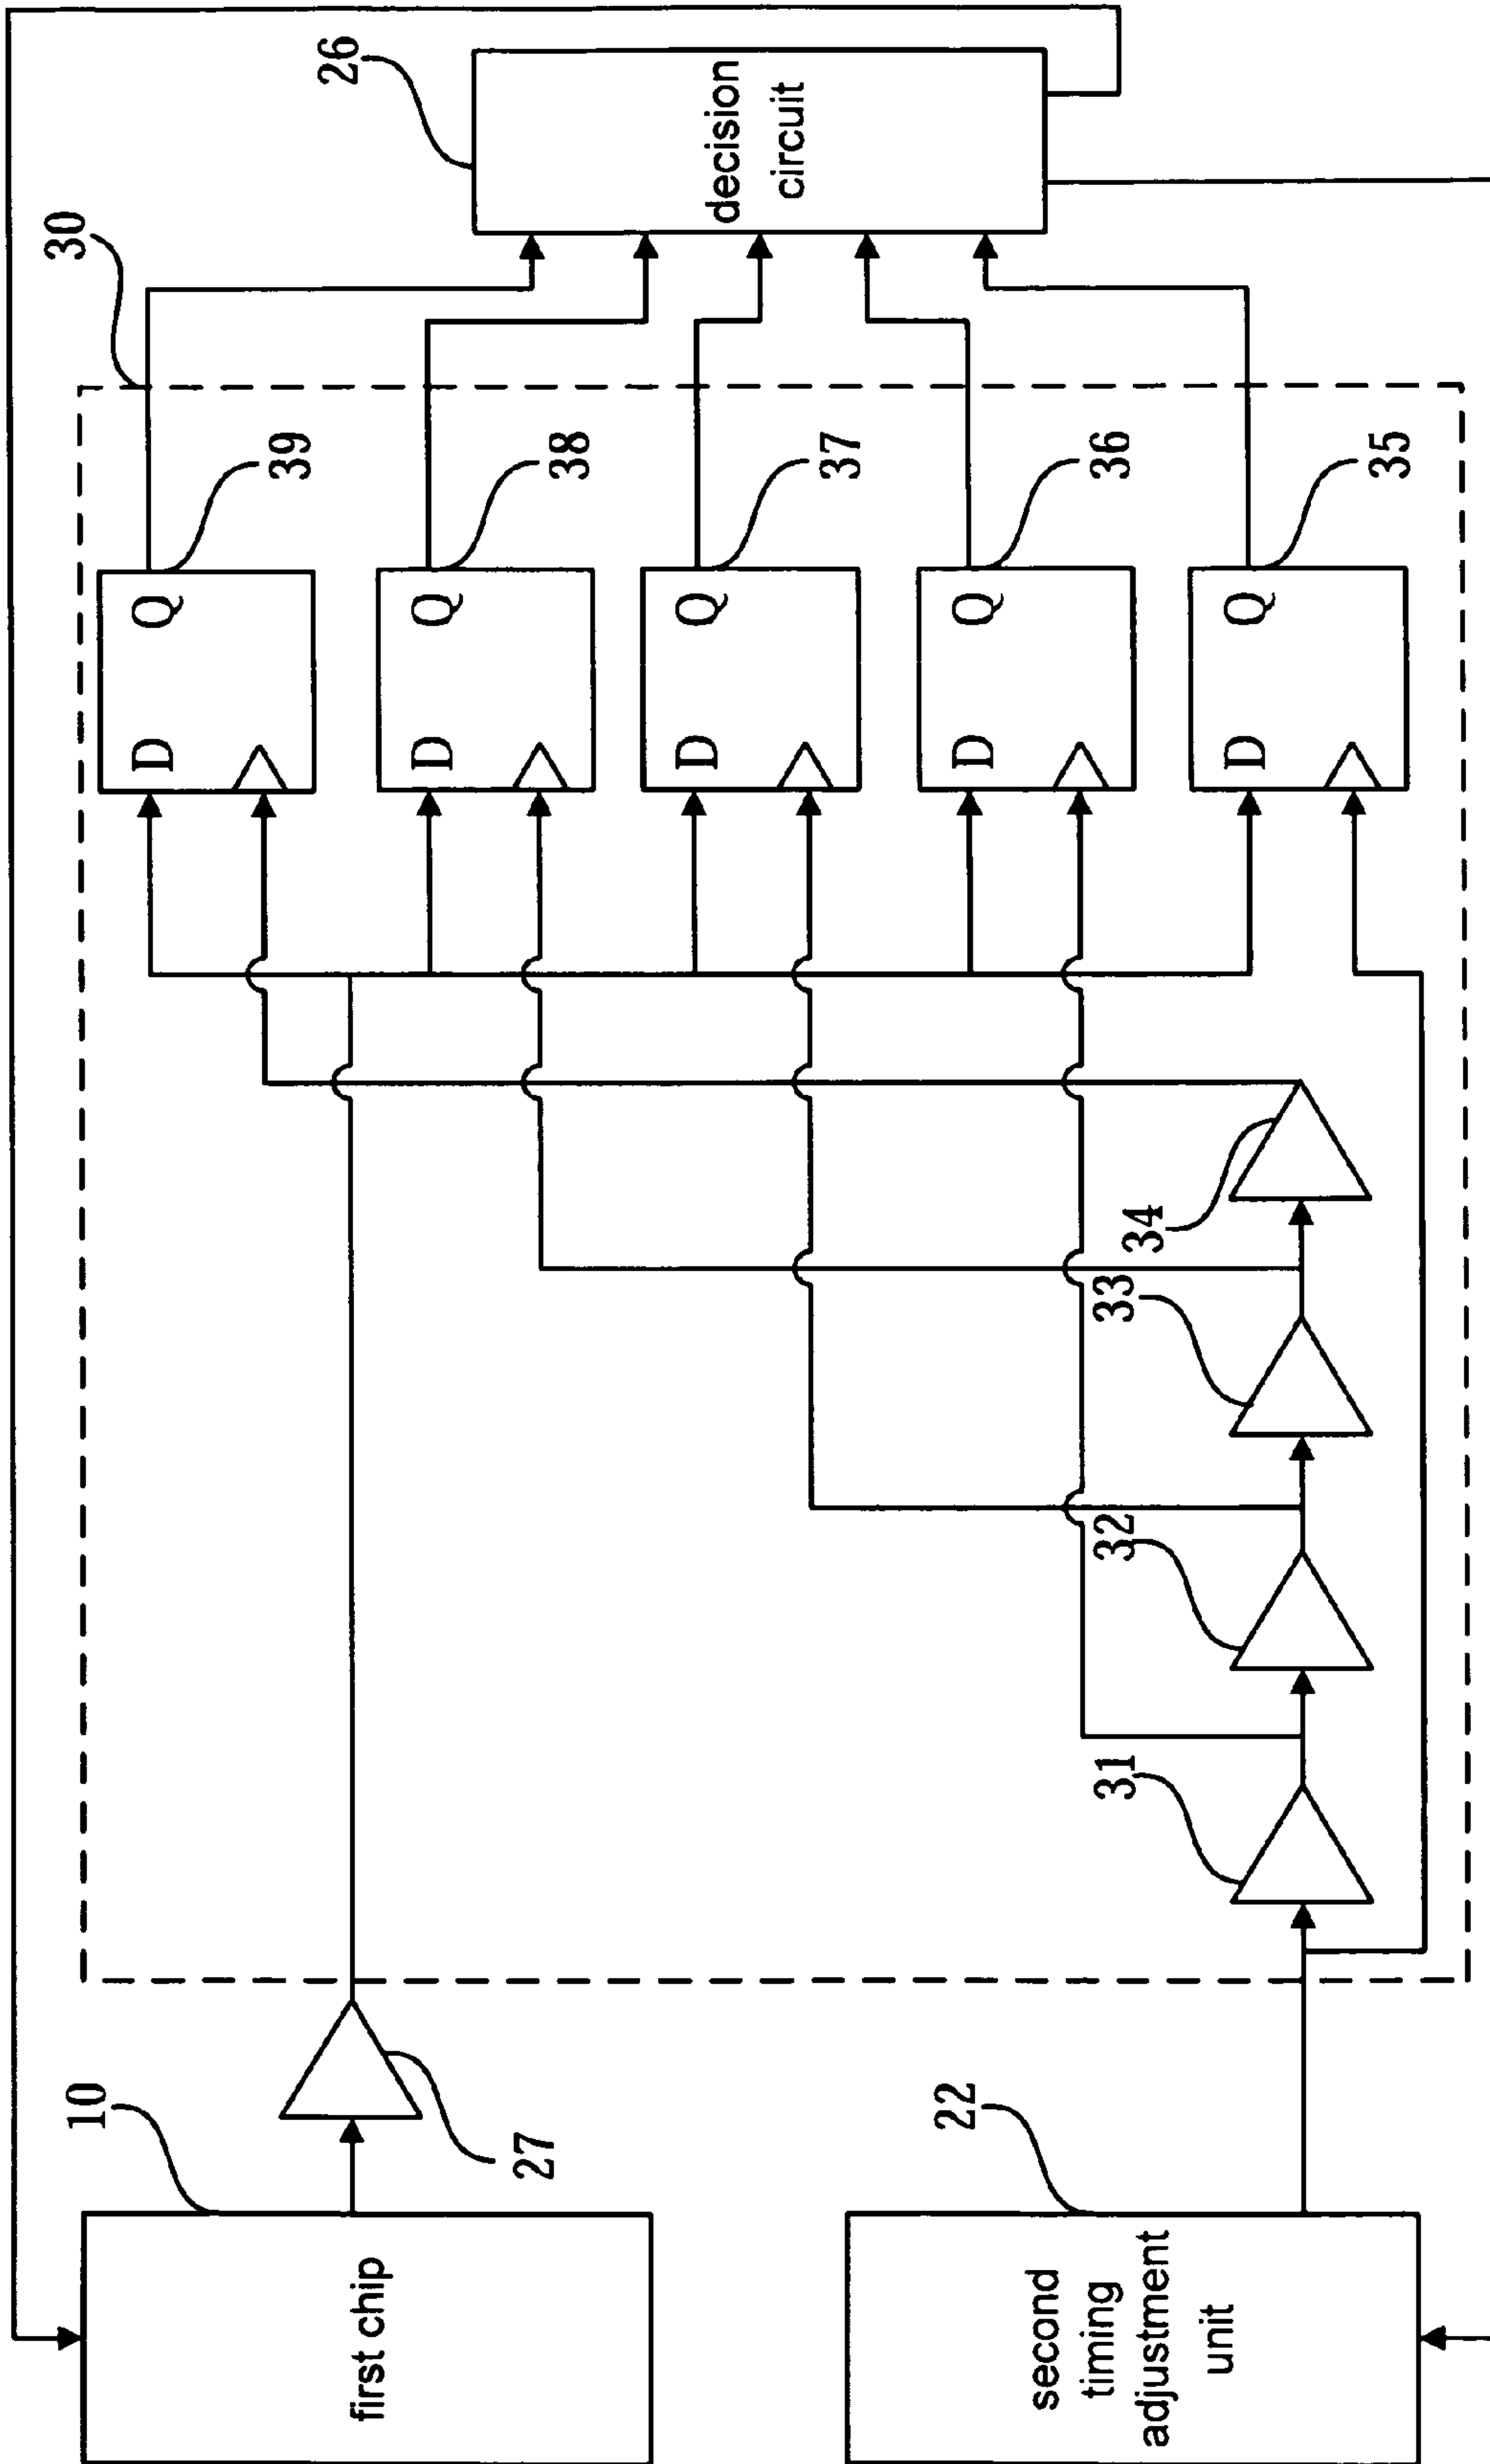 30
26
decision
circuit
D Q
39
D Q
38
D Q
37
D Q
36
D Q
35
31
32
33
34
10
first chip
27
22
second
timing
adjustment
unit